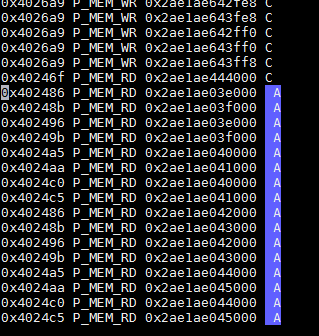 0x4026a9 P_MEM_WR 0x2ae1ae642fe8 C
0x4026a9 P_MEM_WR 0x2ae1ae643fe8 C
0x4026a9 P_MEM_WR 0x2ae1ae642ff0 C
0x4026a9 P_MEM_WR 0x2ae1ae643ff0 C
0x4026a9 P_MEM_WR 0x2ae1ae643ff8 C
0x40246f P_MEM_RD 0x2ae1ae444000 C
0x402486 P_MEM_RD 0x2ae1ae03e000 A
0x40248b P_MEM_RD 0x2ae1ae03f000 A
0x402496 P_MEM_RD 0x2ae1ae03e000 A
0x40249b P_MEM_RD 0x2ae1ae03f000 A
0x4024a5 P_MEM_RD 0x2ae1ae040000 A
0x4024aa P_MEM_RD 0x2ae1ae041000 A
0x4024c0 P_MEM_RD 0x2ae1ae040000 A
0x4024c5 P_MEM_RD 0x2ae1ae041000 A
0x402486 P_MEM_RD 0x2ae1ae042000 A
0x40248b P_MEM_RD 0x2ae1ae043000 A
0x402496 P_MEM_RD 0x2ae1ae042000 A
0x40249b P_MEM_RD 0x2ae1ae043000 A
0x4024a5 P_MEM_RD 0x2ae1ae044000 A
0x4024aa P_MEM_RD 0x2ae1ae045000 A
0x4024c0 P_MEM_RD 0x2ae1ae044000 A
0x4024c5 P_MEM_RD 0x2ae1ae045000 A